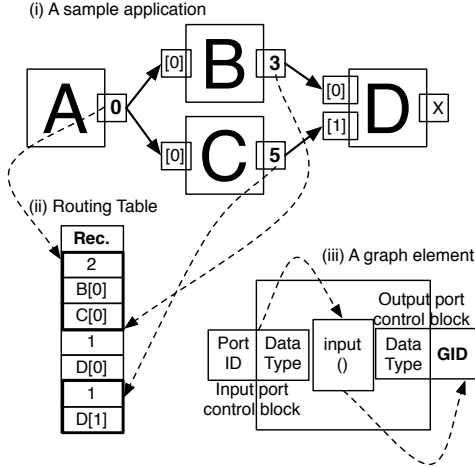 (i) A sample application
A
0
[0]
B
3
[0]
C
5
[0]
[1]
D
X
(ii) Routing Table
Rec.
2
B[0]
C[0]
1
D[0]
1
D[1]
(iii) A graph element
Output port
control block
Port
ID
Data
Type
input
()
Data
Type
GID
Input port
control block